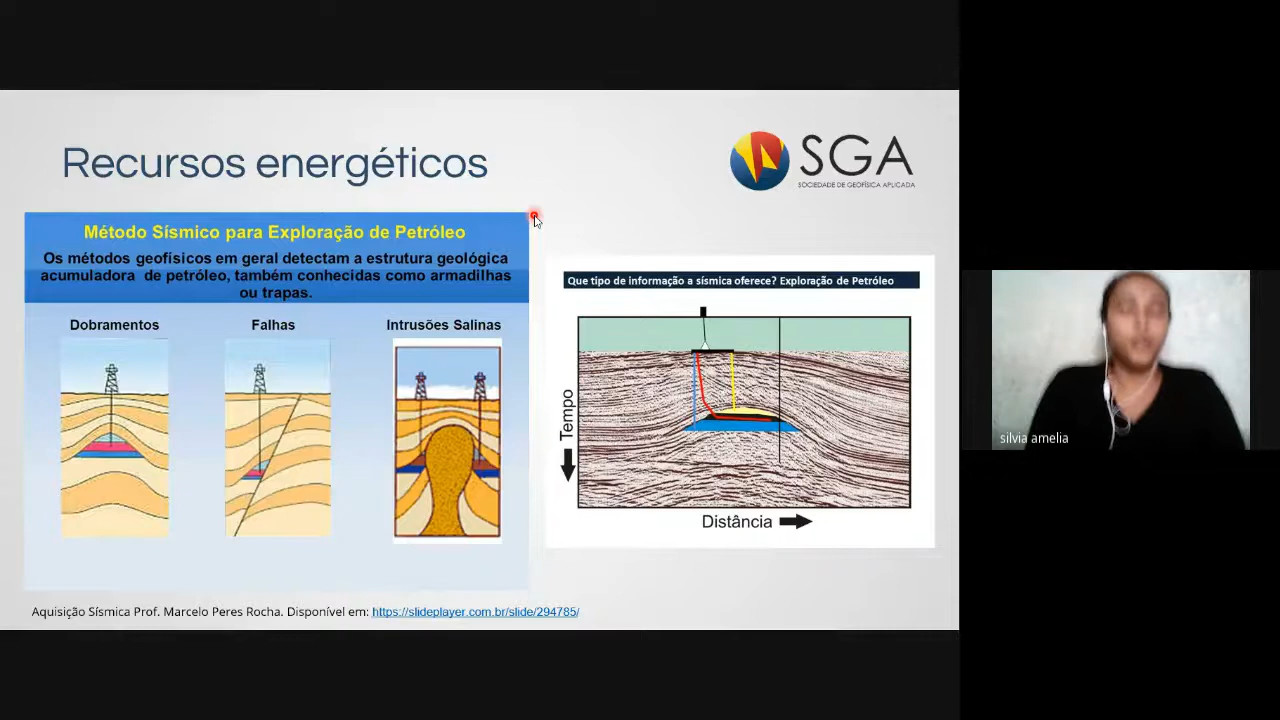 Recursos energéticos
SGA
SOCIEDADE DE GEOFÍSICA APLICADA
Método Sísmico para Exploração de Petróleo
Os métodos geofísicos em geral detectam a estrutura geológica
acumuladora de petróleo, também conhecidas como armadilhas
ou trapas.
Dobramentos
Falhas
Intrusões Salinas
Que tipo de informação a sísmica oferece? Exploração de Petróleo
Tempo
Distância
Aquisição Sísmica Prof. Marcelo Peres Rocha. Disponível em: https://slideplayer.com.br/slide/294785/
silvia amelia